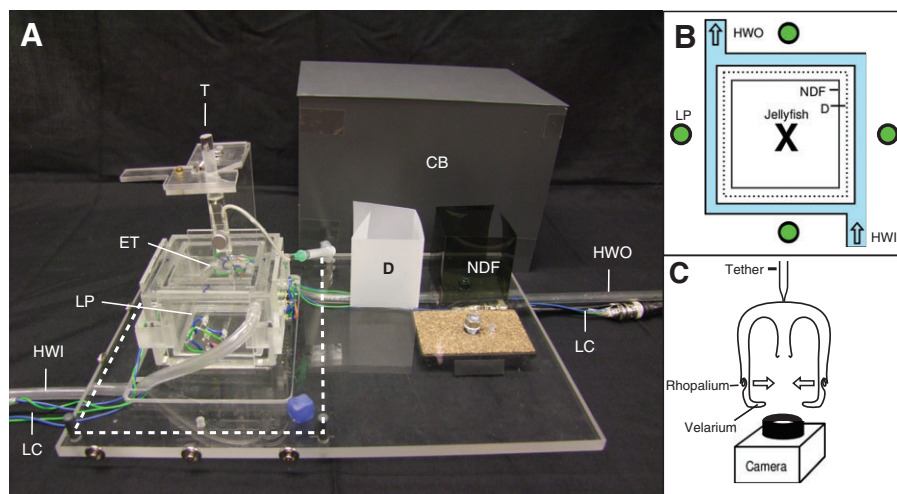 A
T
CB
ET
D
NDF
HWO
LP
HWI
LC
LC
B
HWO
NDF
D
Jellyfish
X
LP
HWI
C
Tether
Rhopalium
Velarium
Camera